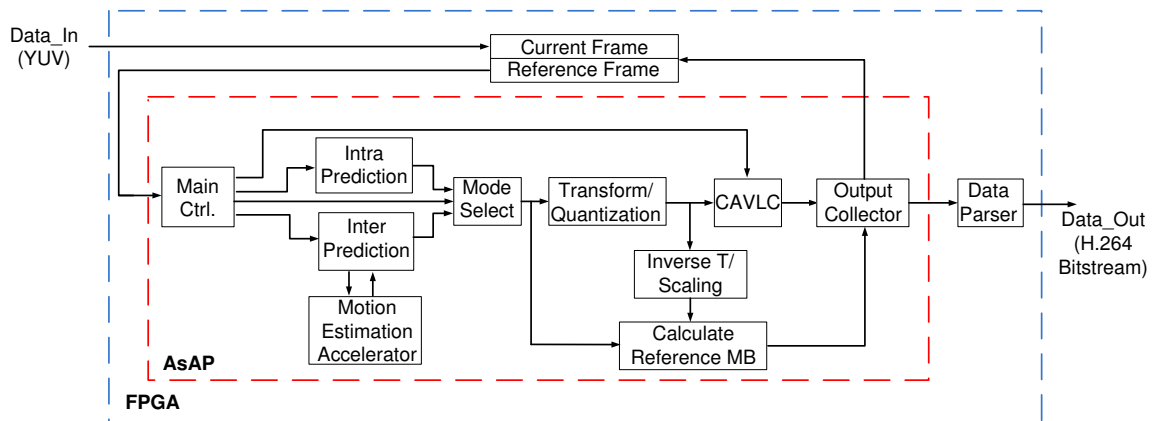 Data_In
(YUV)
Current Frame
Reference Frame
Main
Ctrl.
Intra
Prediction
Inter
Prediction
Motion
Estimation
Accelerator
Mode
Select
Transform/
Quantization
CAVLC
Inverse T/
Scaling
Calculate
Reference MB
Output
Collector
Data
Parser
Data_Out
(H.264
Bitstream)
AsAP
FPGA